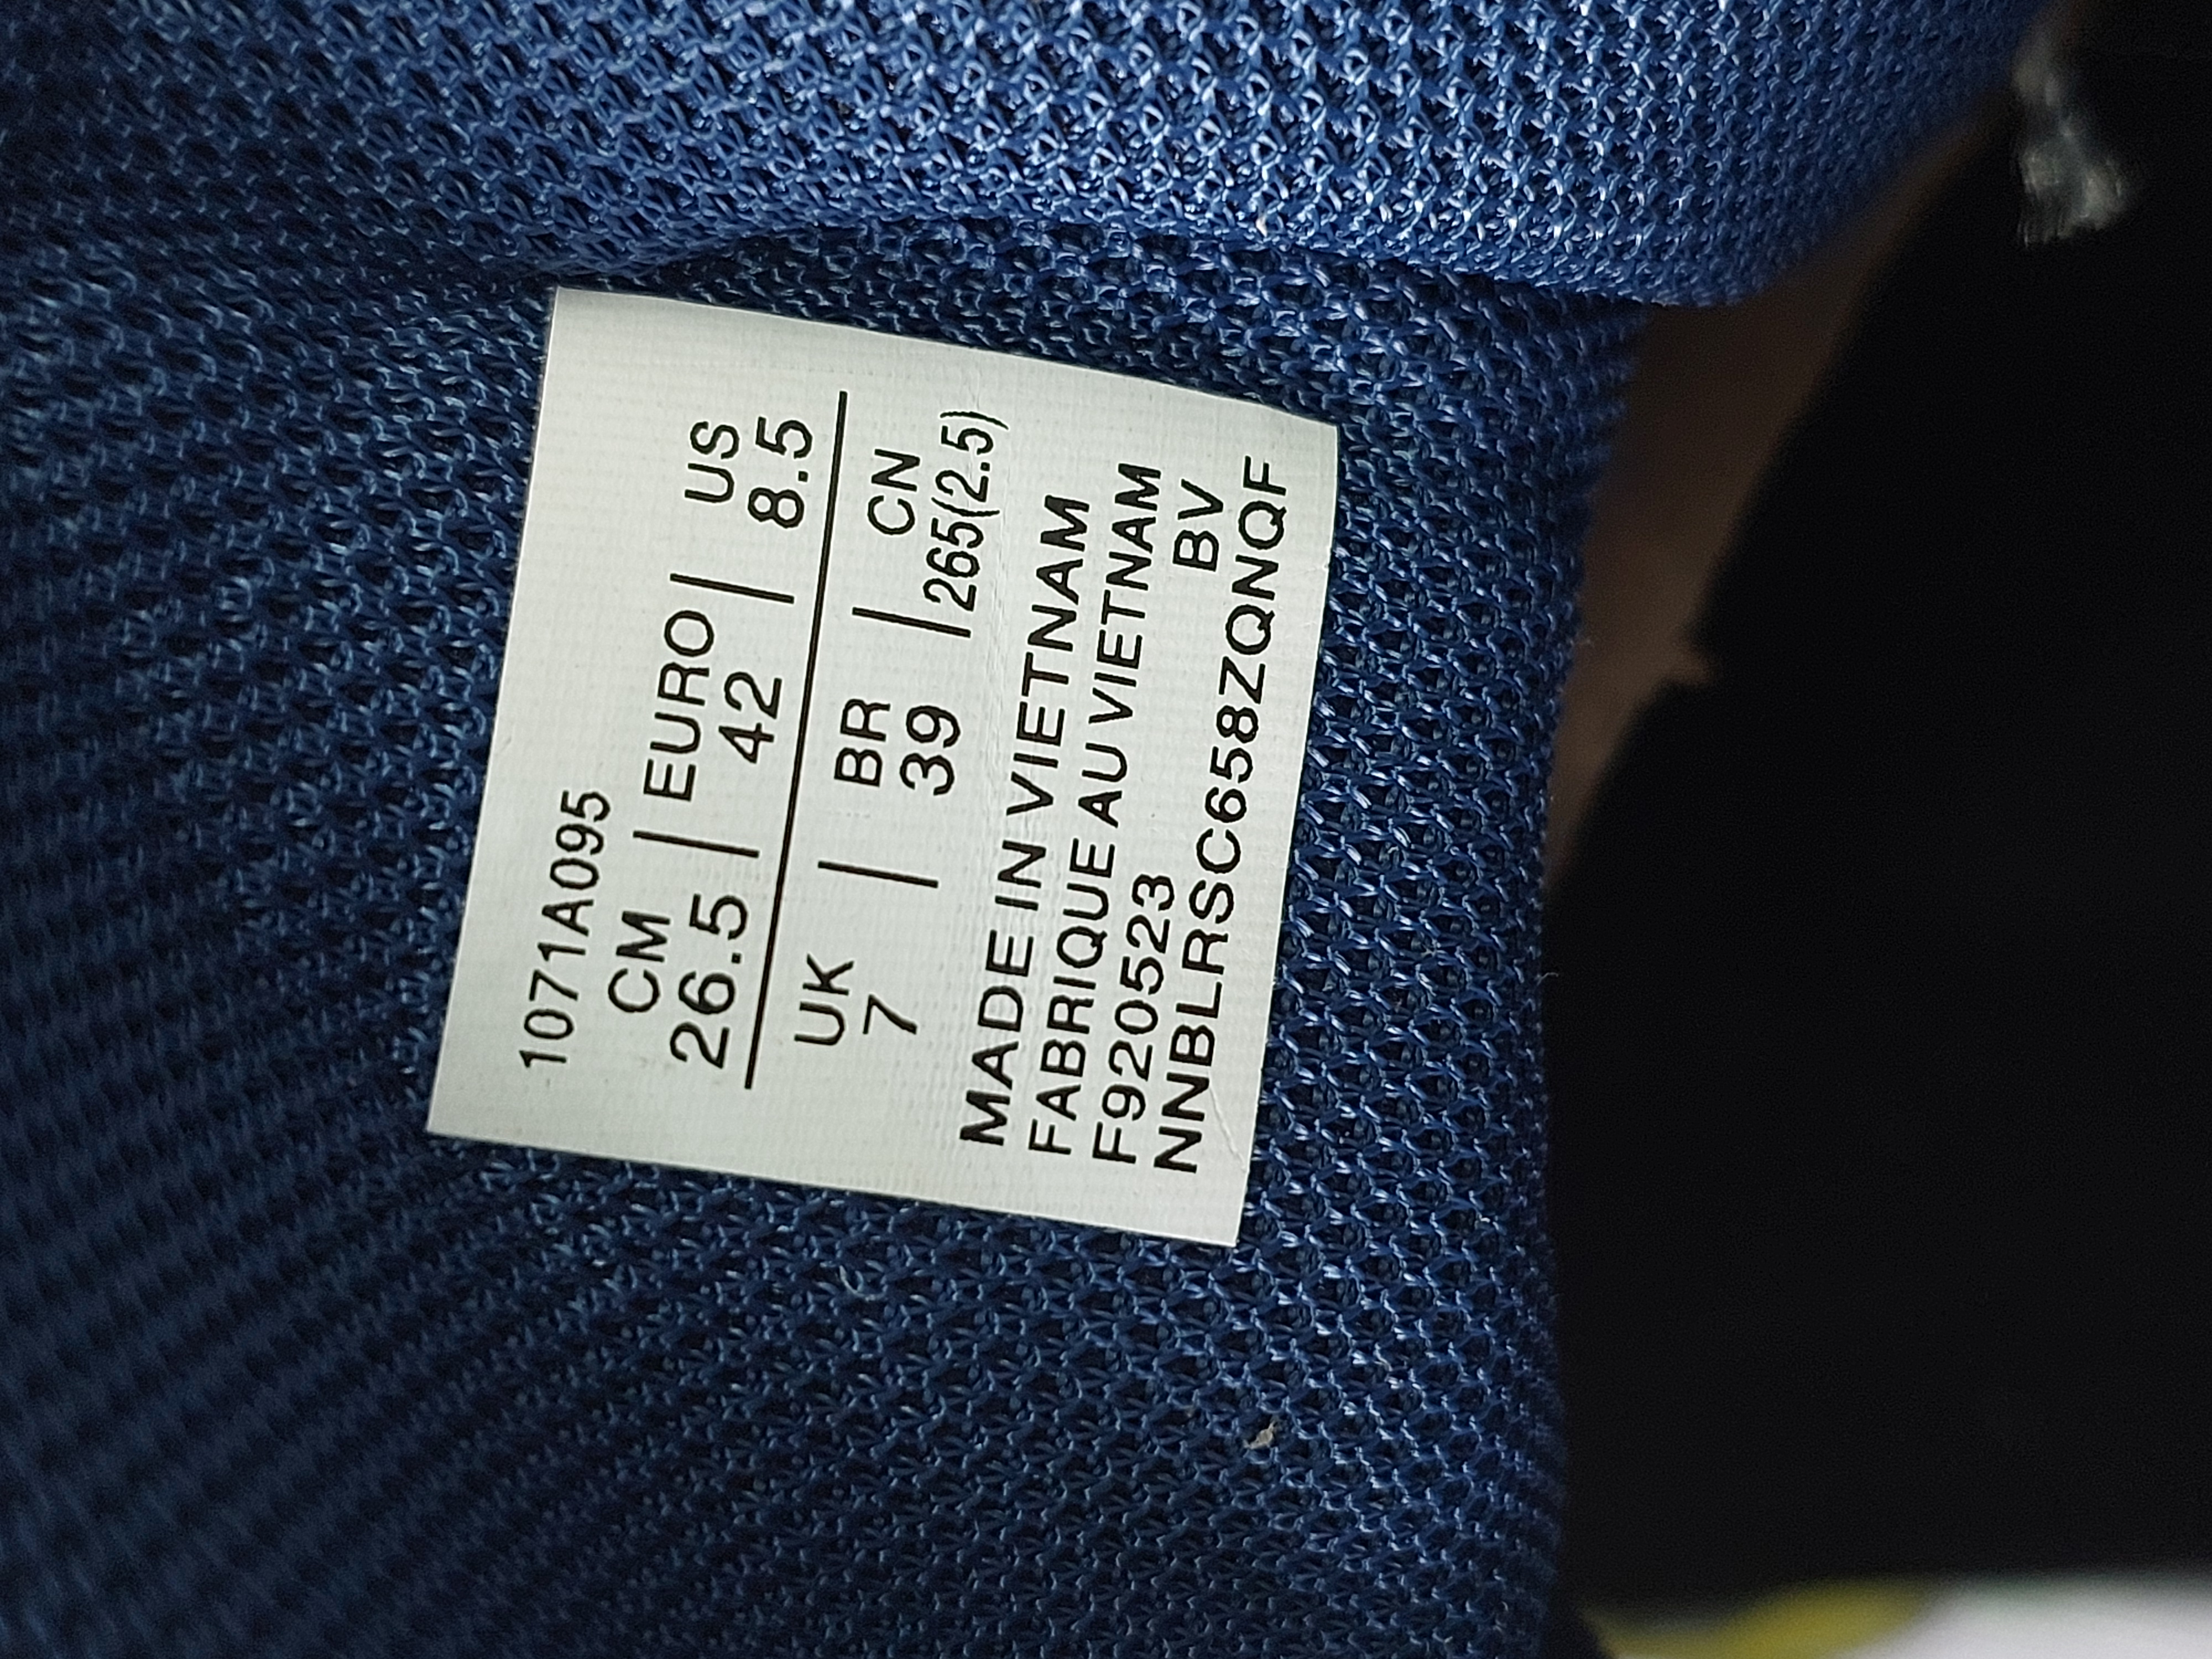 1071A095
CM | EURO | US
26.5 | 42 | 8.5
UK | BR | CN
7 | 39 | 265(2.5)
MADE IN VIETNAM
FABRIQUE AU VIETNAM
F920523 BV
NNBLRSC658ZQNQF